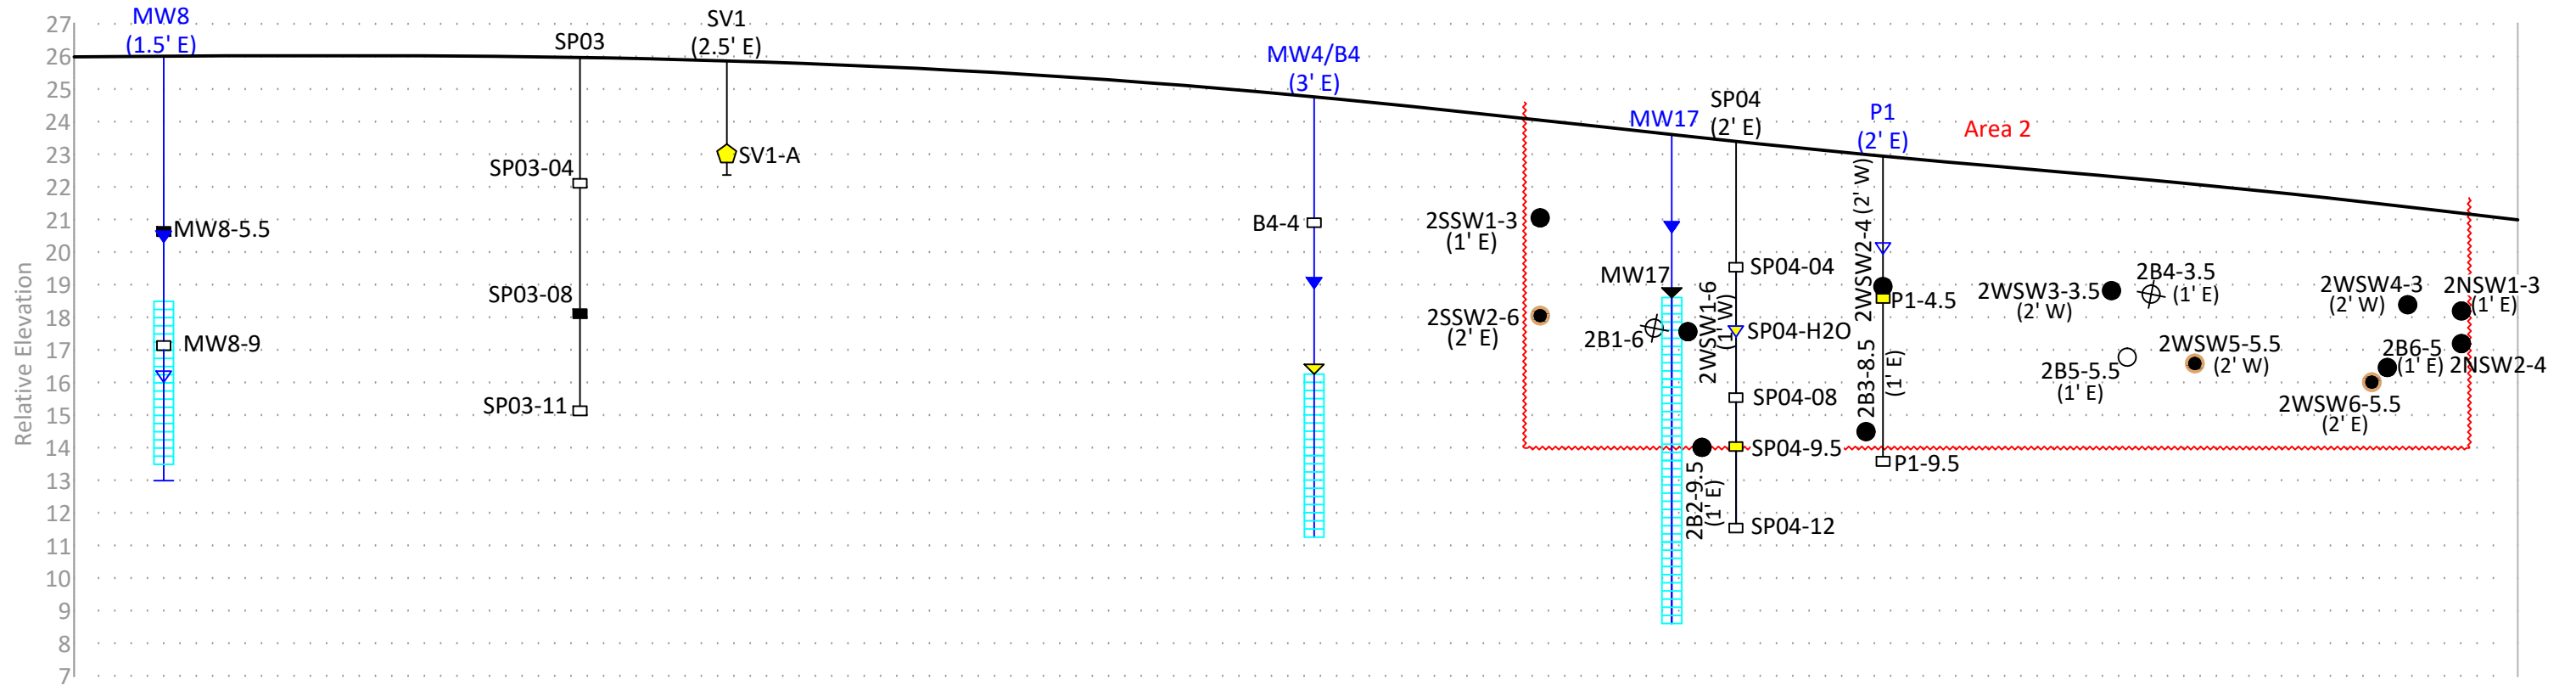 27
26
25
24
23
22
21
20
19
18
17
16
15
14
13
12
11
10
9
8
7
Relative Elevation
MW8
(1.5' E)
MW8-5.5
MW8-9
SP03
SP03-04
SP03-08
SP03-11
SV1
(2.5' E)
SV1-A
MW4/B4
(3' E)
B4-4
2SSW1-3
(1' E)
2SSW2-6
(2' E)
MW17
MW17
2B1-6
2WSW1-6
(1' W)
2B2-9.5
(1' E)
SP04
(2' E)
SP04-04
SP04-H2O
SP04-08
SP04-9.5
SP04-12
P1
(2' E)
2WSW2-4 (2' W)
P1-4.5
2B3-8.5
(1' E)
P1-9.5
Area 2
2WSW3-3.5
(2' W)
2B4-3.5
(1' E)
2B5-5.5
(1' E)
2WSW5-5.5
(2' W)
2WSW4-3
(2' W)
2NSW1-3
(1' E)
2B6-5
(1' E)
2NSW2-4
2WSW6-5.5
(2' E)